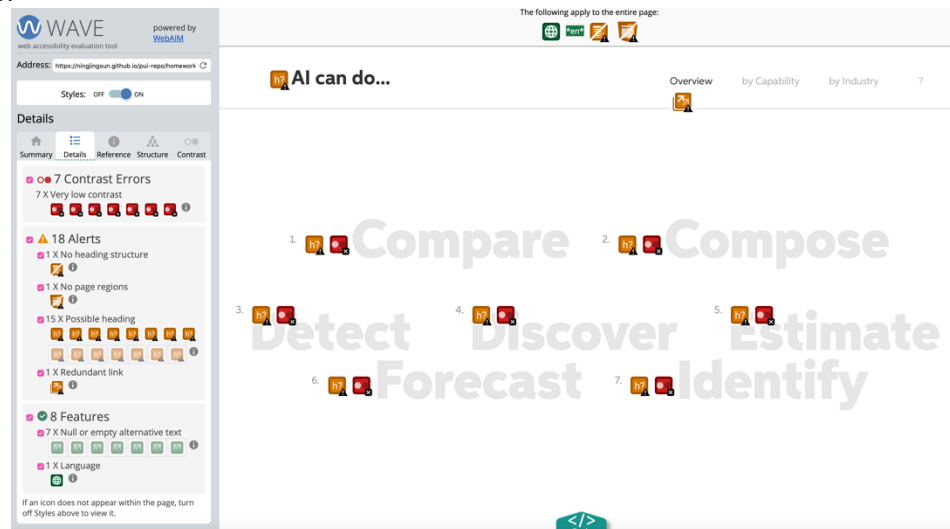 The following apply to the entire page:
*en*
WAVE
web accessibility evaluation tool
powered by
WebAIM
Address: https://ningjingsun.github.io/pui-repo/homework
Styles: OFF ON
Details
Summary Details Reference Structure Contrast
7 Contrast Errors
7 X Very low contrast
18 Alerts
1 X No heading structure
1 X No page regions
15 X Possible heading
h? h? h? h? h? h? h? h?
h? h? h? h? h? h? h?
1 X Redundant link
8 Features
7 X Null or empty alternative text
1 X Language
If an icon does not appear within the page, turn
off Styles above to view it.
h? AI can do...
Overview by Capability by Industry ?
1. h? Compare 2. h? Compose
3. h? Detect 4. h? Discover 5. h? Estimate
6. h? Forecast 7. h? Identify
</>